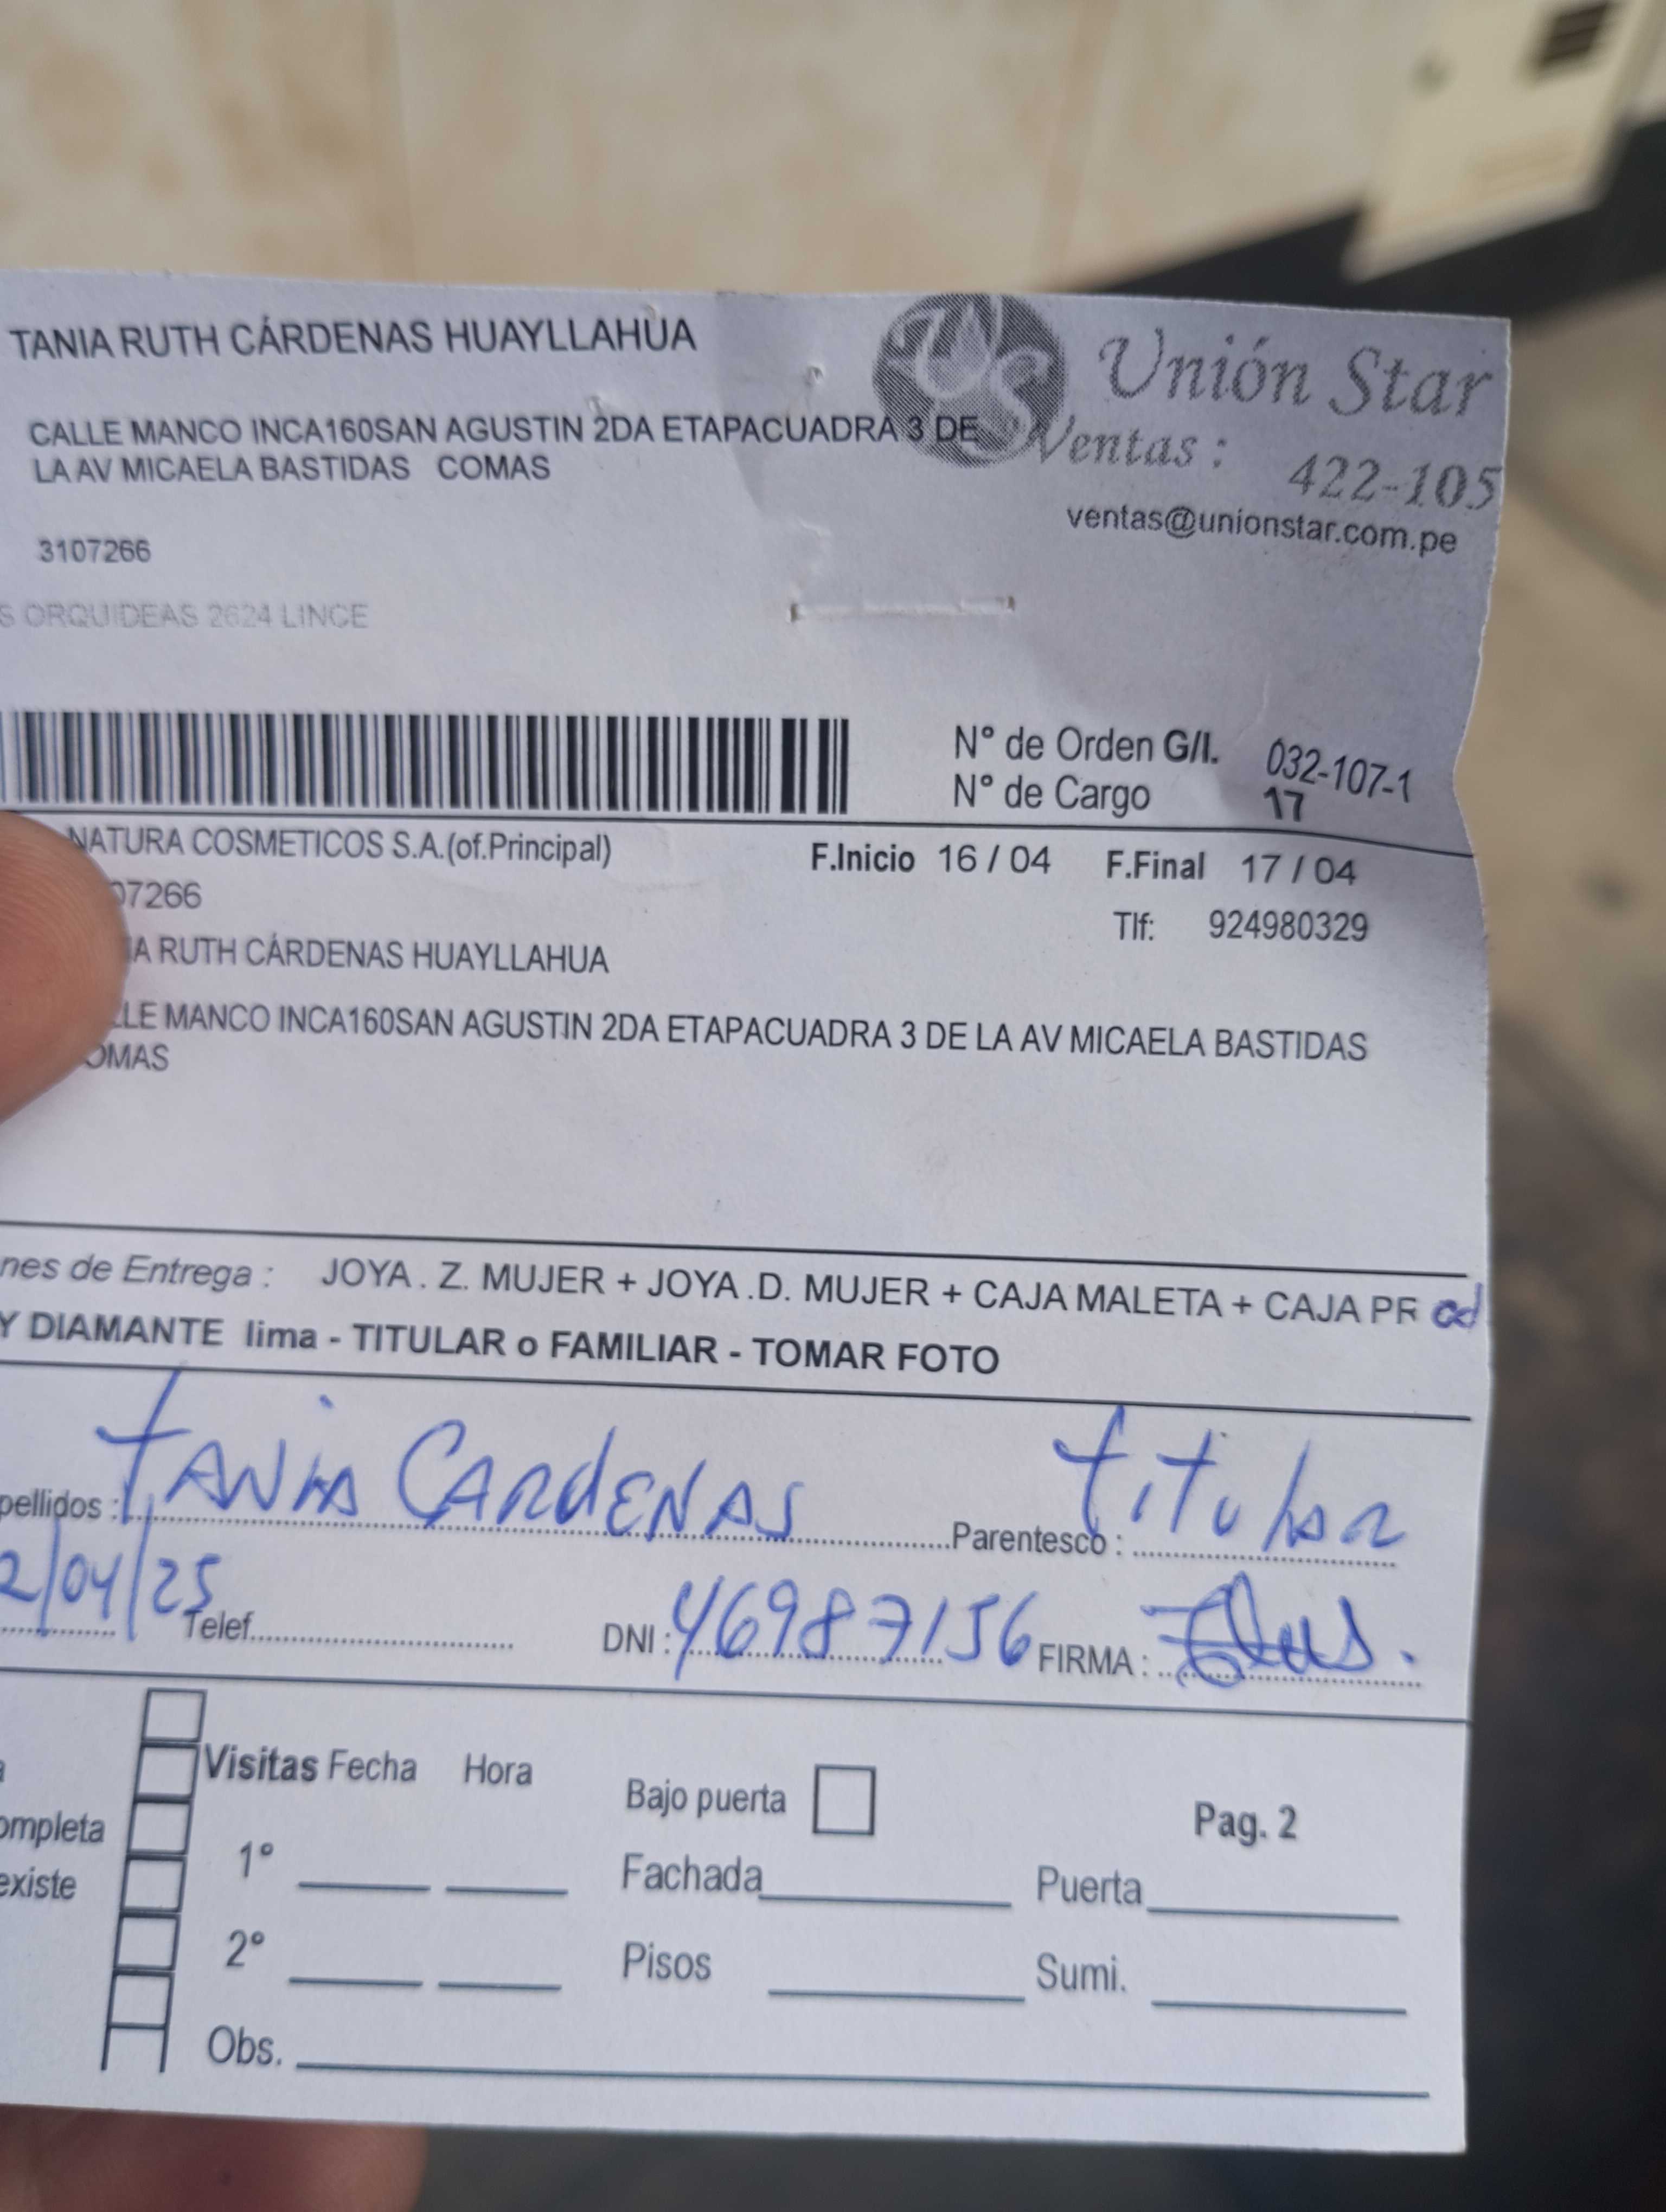 TANIA RUTH CÁRDENAS HUAYLLAHUA
Unión Star
CALLE MANCO INCA160SAN AGUSTIN 2DA ETAPACUADRA 3 DE
LA AV MICAELA BASTIDAS COMAS
Ventas : 422-105
ventas@unionstar.com.pe
3107266
S ORQUIDEAS 2624 LINCE
N° de Orden G/I. 032-107-1
N° de Cargo 17
NATURA COSMETICOS S.A.(of.Principal) F.Inicio 16 / 04 F.Final 17 / 04
07266
Tlf: 924980329
IA RUTH CÁRDENAS HUAYLLAHUA
LLE MANCO INCA160SAN AGUSTIN 2DA ETAPACUADRA 3 DE LA AV MICAELA BASTIDAS
OMAS
nes de Entrega : JOYA . Z. MUJER + JOYA .D. MUJER + CAJA MALETA + CAJA PR
Y DIAMANTE lima - TITULAR o FAMILIAR - TOMAR FOTO
pellidos : TANIA CARDENAS Parentesco : Titular
2/04/25 Telef. DNI : 46987156 FIRMA :
Visitas Fecha Hora
Bajo puerta
Pag. 2
ompleta
1°
Fachada Puerta
existe
2°
Pisos Sumi.
Obs.